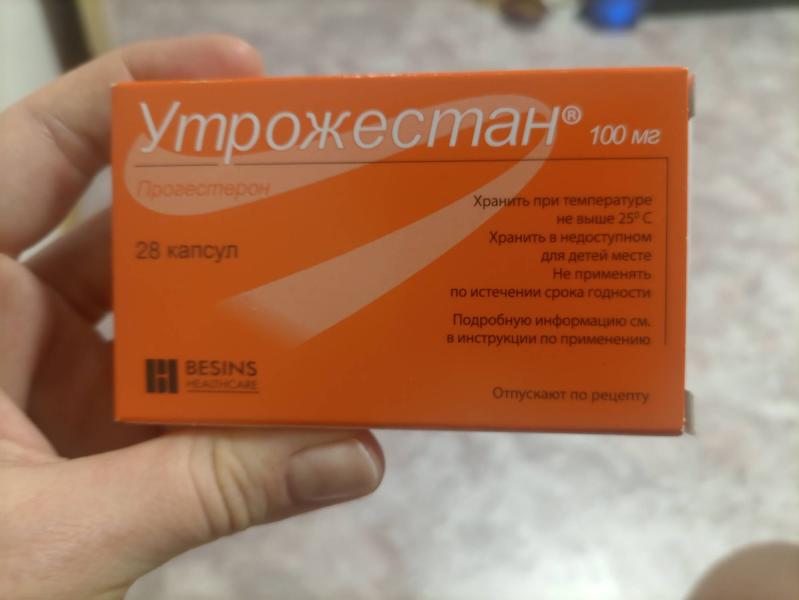 Утрожестан® 100 мг
Прогестерон
28 капсул
Хранить при температуре
не выше 25⁰ С
Хранить в недоступном
для детей месте
Не применять
по истечении срока годности
Подробную информацию см.
в инструкции по применению
BESINS
HEALTHCARE
Отпускают по рецепту